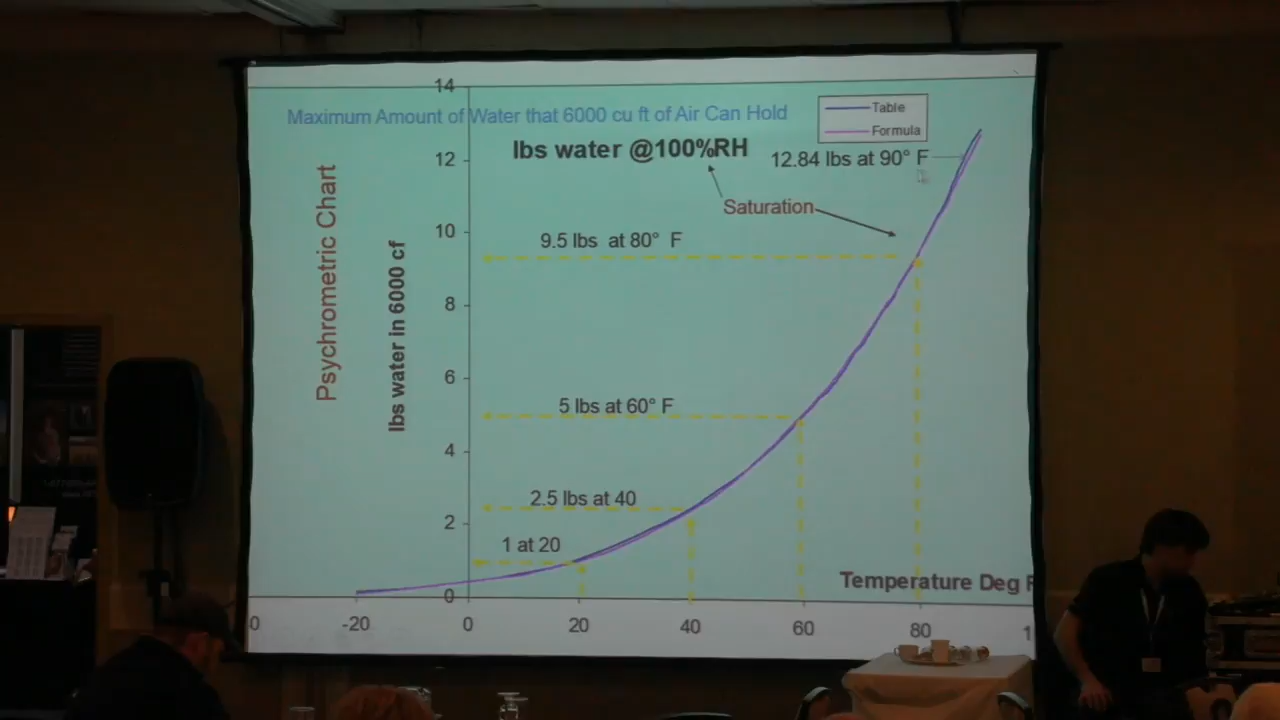 14
Maximum Amount of Water that 6000 cu ft of Air Can Hold
Table
Formula
lbs water @100%RH
12.84 lbs at 90° F
12
Saturation
Psychrometric Chart
lbs water in 6000 cf
10
9.5 lbs at 80° F
8
6
5 lbs at 60° F
4
2.5 lbs at 40
2
1 at 20
Temperature Deg F
0
0 -20 0 20 40 60 80 1